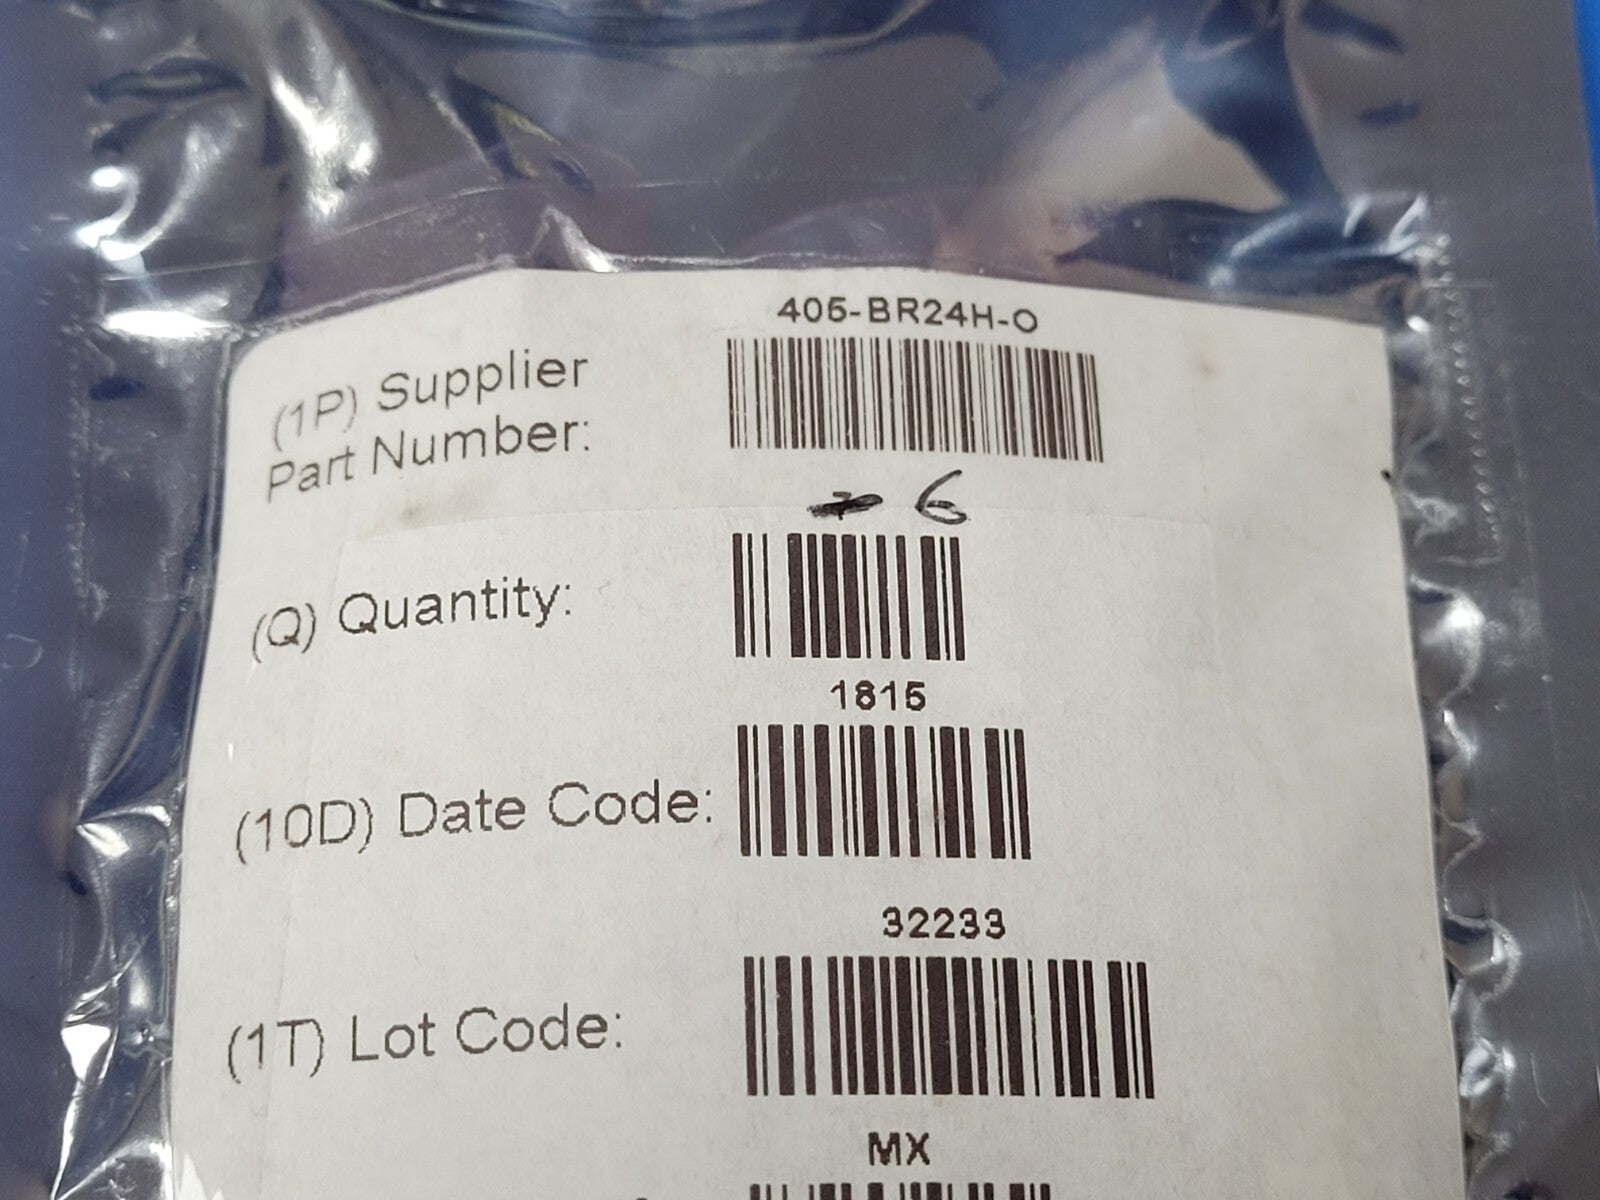 405-BR24H-O
(1P) Supplier
Part Number:
6
(Q) Quantity:
1815
(10D) Date Code:
32233
(1T) Lot Code:
MX